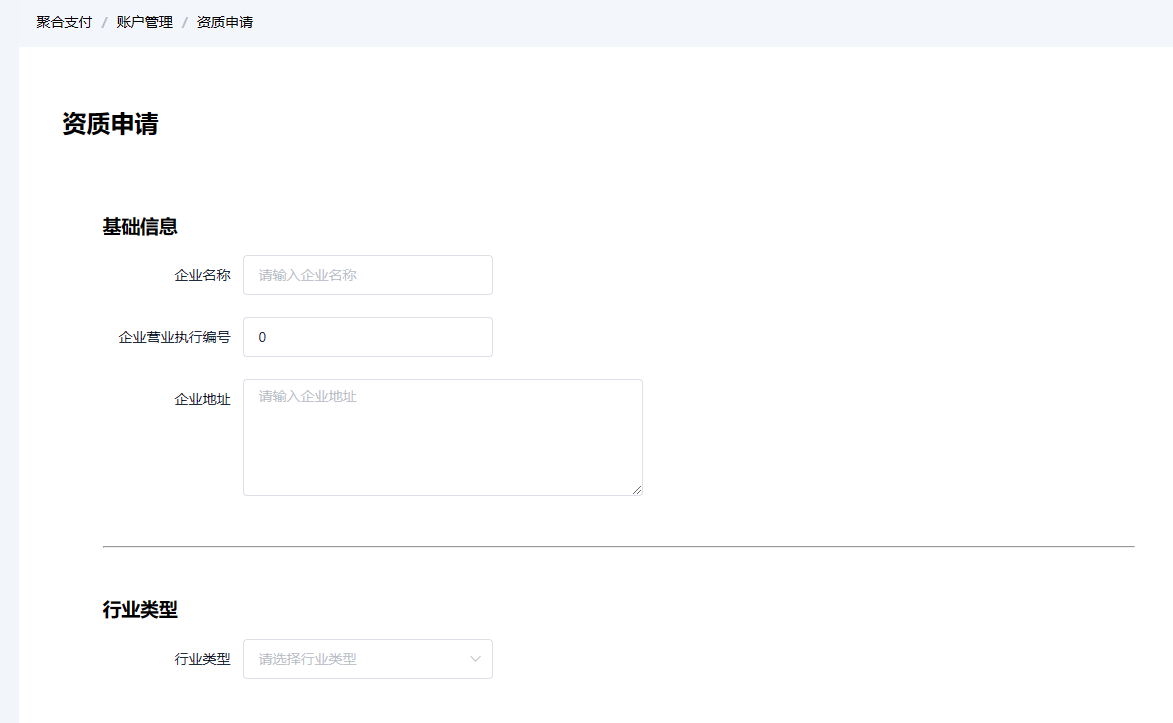 聚合支付 / 账户管理 / 资质申请
资质申请
基础信息
企业名称 请输入企业名称
企业营业执行编号 0
企业地址 请输入企业地址
行业类型
行业类型 请选择行业类型